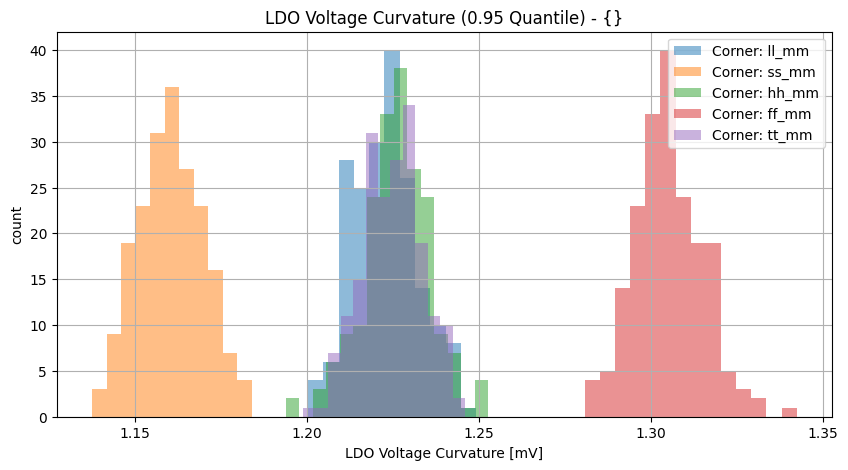 LDO Voltage Curvature (0.95 Quantile) - {}
Corner: ll_mm
Corner: ss_mm
Corner: hh_mm
Corner: ff_mm
Corner: tt_mm
count
40
35
30
25
20
15
10
5
0
1.15
1.20
1.25
1.30
1.35
LDO Voltage Curvature [mV]